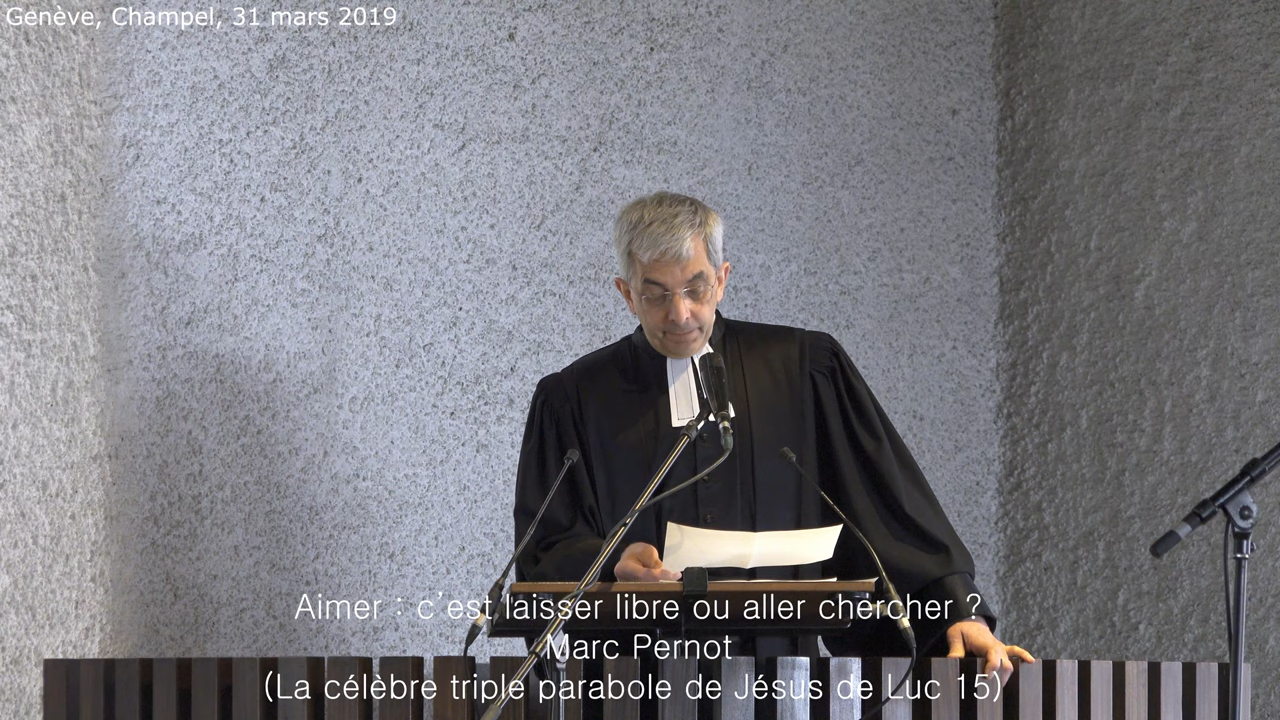 Genève, Champel, 31 mars 2019
Aimer : c'est laisser libre ou aller chercher ?
Marc Pernot
(La célèbre triple parabole de Jésus de Luc 15)